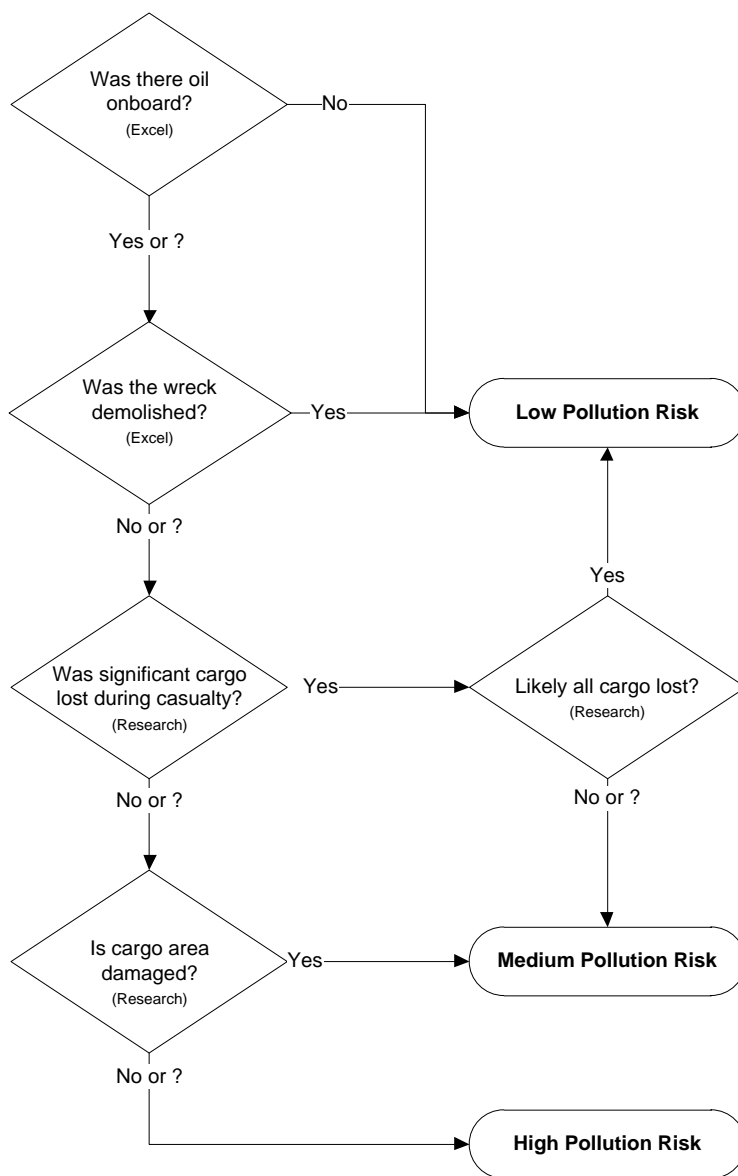 Was there oil
onboard?
(Excel)
No
Yes or ?
Was the wreck
demolished?
(Excel)
Yes
Low Pollution Risk
No or ?
Yes
Was significant cargo
lost during casualty?
(Research)
Yes
Likely all cargo lost?
(Research)
No or ?
No or ?
Is cargo area
damaged?
(Research)
Yes
Medium Pollution Risk
No or ?
High Pollution Risk